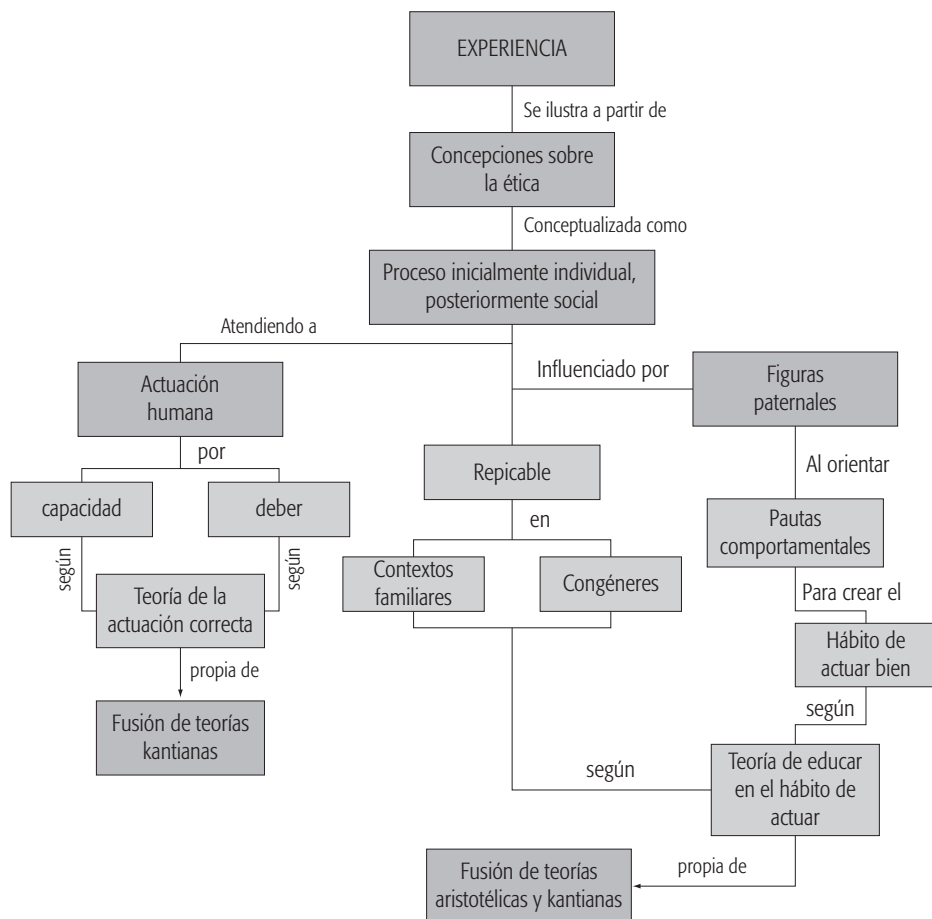 EXPERIENCIA
Se ilustra a partir de
Concepciones sobre
la ética
Conceptualizada como
Proceso inicialmente individual,
posteriormente social
Atendiendo a
Influenciado por
Actuación
humana
Figuras
paternales
por
Repicable
Al orientar
capacidad
deber
en
Pautas
comportamentales
según
según
Contextos
familiares
Congéneres
Teoría de la
actuación correcta
Para crear el
Hábito de
actuar bien
propia de
según
Fusión de teorías
kantianas
según
Teoría de educar
en el hábito de
actuar
propia de
Fusión de teorías
aristotélicas y kantianas